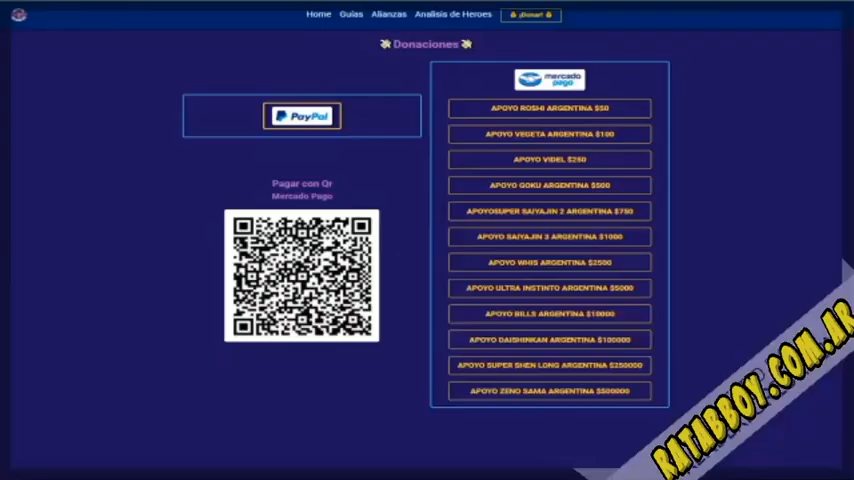 Home Guías Alianzas Analisis de Heroes ¡Donar!
Donaciones
PayPal
Pagar con Qr
Mercado Pago
mercado
pago
APOYO ROSHI ARGENTINA $50
APOYO VEGETA ARGENTINA $100
APOYO VIDEL $250
APOYO GOKU ARGENTINA $500
APOYOSUPER SAIYAJIN 2 ARGENTINA $750
APOYO SAIYAJIN 3 ARGENTINA $1000
APOYO WHIS ARGENTINA $2500
APOYO ULTRA INSTINTO ARGENTINA $5000
APOYO BILLS ARGENTINA $10000
APOYO DAISHINKAN ARGENTINA $100000
APOYO SUPER SHEN LONG ARGENTINA $250000
APOYO ZENO SAMA ARGENTINA $500000
RATABBOY.COM.AR